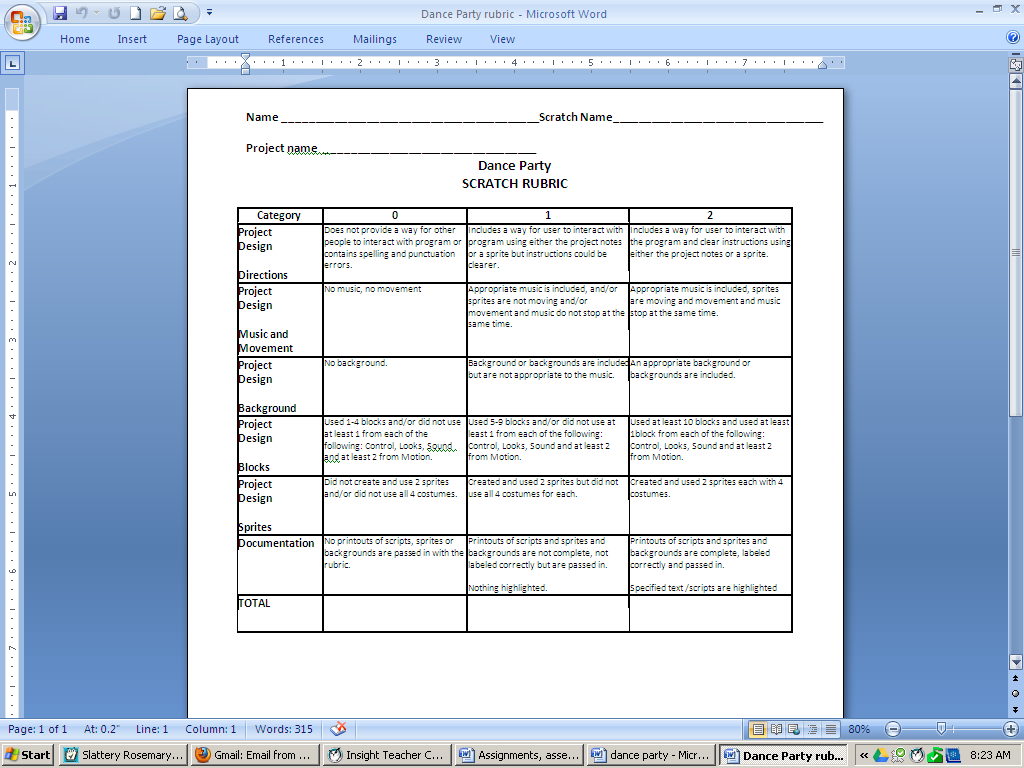 Dance Party rubric - Microsoft Word
Home Insert Page Layout References Mailings Review View
1 2 3 4 5 6 7
Name ______________________________________Scratch Name_______________________________
Project name_______________________________
Dance Party
SCRATCH RUBRIC
Category 0 1 2
Project
Design
Directions
Does not provide a way for other
people to interact with program or
contains spelling and punctuation
errors.
Includes a way for user to interact with
program using either the project notes
or a sprite but instructions could be
clearer.
Includes a way for user to interact with
the program and clear instructions using
either the project notes or a sprite.
Project
Design
Music and
Movement
No music, no movement
Appropriate music is included, and/or
sprites are not moving and/or
movement and music do not stop at the
same time.
Appropriate music is included, sprites
are moving and movement and music
stop at the same time.
Project
Design
Background
No background.
Background or backgrounds are included
but are not appropriate to the music.
An appropriate background or
backgrounds are included.
Project
Design
Blocks
Used 1-4 blocks and/or did not use
at least 1 from each of the
following: Control, Looks, Sound
and at least 2 from Motion.
Used 5-9 blocks and/or did not use at
least 1 from each of the following:
Control, Looks, Sound and at least 2
from Motion.
Used at least 10 blocks and used at least
1block from each of the following:
Control, Looks, Sound and at least 2
from Motion.
Project
Design
Sprites
Did not create and use 2 sprites
and/or did not use all 4 costumes.
Created and used 2 sprites but did not
use all 4 costumes for each.
Created and used 2 sprites each with 4
costumes.
Documentation
No printouts of scripts, sprites or
backgrounds are passed in with the
rubric.
Printouts of scripts and sprites and
backgrounds are not complete, not
labeled correctly but are passed in.
Nothing highlighted.
Printouts of scripts and sprites and
backgrounds are complete, labeled
correctly and passed in.
Specified text /scripts are highlighted
TOTAL
Page: 1 of 1 At: 0.2" Line: 1 Column: 1 Words: 315 80%
Start Slattery Rosemary... Gmail: Email from ... Insight Teacher C... Assignments, asse... dance party - Micr... Dance Party rub... 8:23 AM